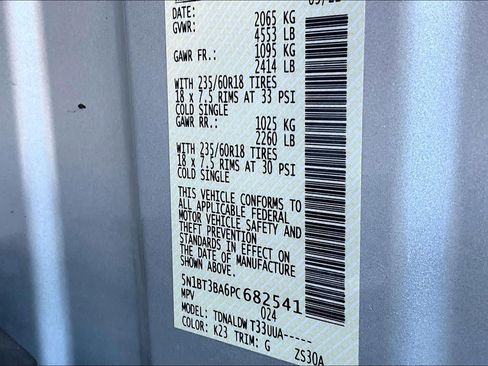 DATE:
GVWR: 2065 KG
4553 LB
GAWR FR.: 1095 KG
2414 LB
WITH 235/60R18 TIRES
18 x 7.5 RIMS AT 33 PSI
COLD SINGLE
GAWR RR.: 1025 KG
2260 LB
WITH 235/60R18 TIRES
18 x 7.5 RIMS AT 30 PSI
COLD SINGLE
THIS VEHICLE CONFORMS TO
ALL APPLICABLE FEDERAL
MOTOR VEHICLE SAFETY AND
THEFT PREVENTION
STANDARDS IN EFFECT ON
THE DATE OF MANUFACTURE
SHOWN ABOVE.
5N1BT3BA6PC682541
MPV 024
MODEL: TDNALDWT33UUA-----
COLOR: K23 TRIM: G ZS30A